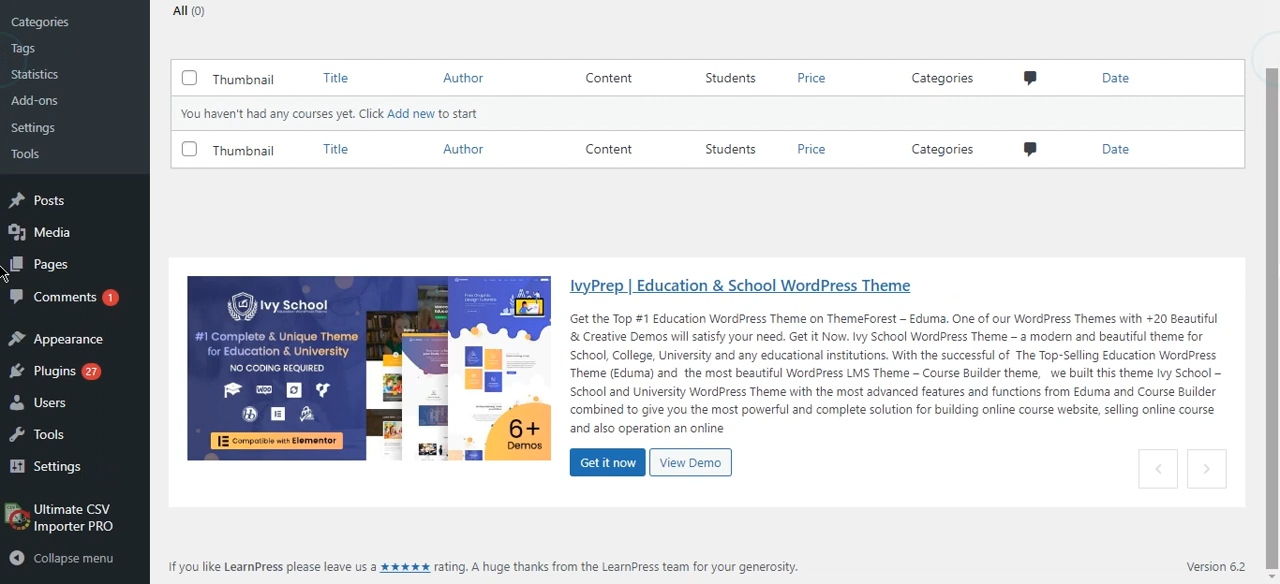 Categories
Tags
Statistics
Add-ons
Settings
Tools
Posts
Media
Pages
Comments 1
Appearance
Plugins 27
Users
Tools
Settings
Ultimate CSV
Importer PRO
Collapse menu
All (0)
Thumbnail Title Author Content Students Price Categories Date
You haven't had any courses yet. Click Add new to start
Thumbnail Title Author Content Students Price Categories Date
Ivy School
#1 Complete & Unique Theme
for Education & University
NO CODING REQUIRED
WOO
Compatible with Elementor
6+
Demos
IvyPrep | Education & School WordPress Theme
Get the Top #1 Education WordPress Theme on ThemeForest – Eduma. One of our WordPress Themes with +20 Beautiful
& Creative Demos will satisfy your need. Get it Now. Ivy School WordPress Theme – a modern and beautiful theme for
School, College, University and any educational institutions. With the successful of The Top-Selling Education WordPress
Theme (Eduma) and the most beautiful WordPress LMS Theme – Course Builder theme, we built this theme Ivy School –
School and University WordPress Theme with the most advanced features and functions from Eduma and Course Builder
combined to give you the most powerful and complete solution for building online course website, selling online course
and also operation an online
Get it now View Demo
If you like LearnPress please leave us a ★★★★★ rating. A huge thanks from the LearnPress team for your generosity.
Version 6.2